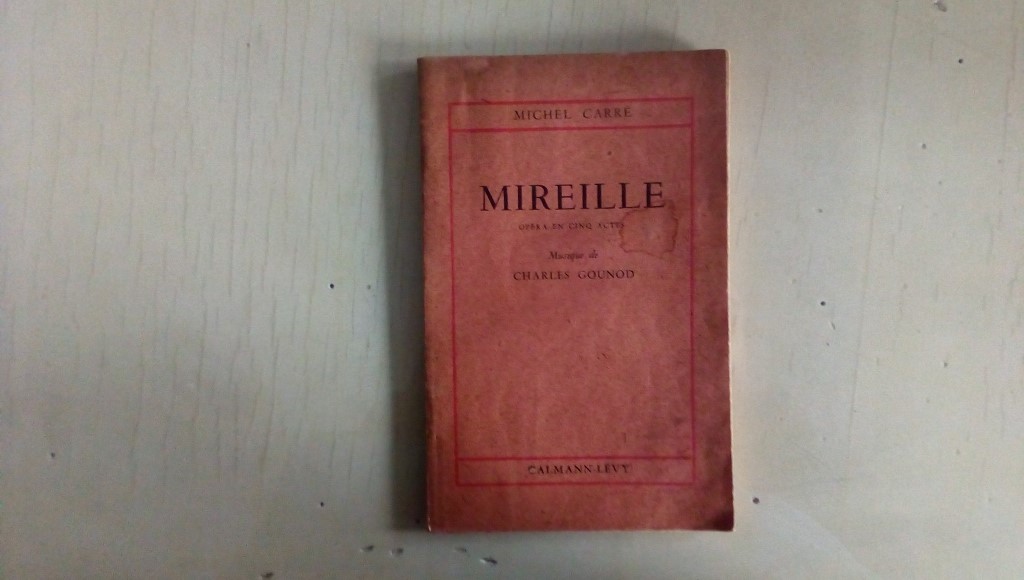 MICHEL CARRÉ
MIREILLE
OPÉRA EN CINQ ACTES
Musique de
CHARLES GOUNOD
CALMANN-LÉVY